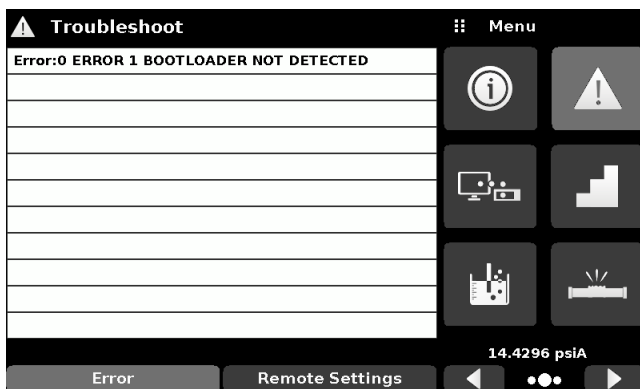 Troubleshoot
Menu
Error:0 ERROR 1 BOOTLOADER NOT DETECTED
14.4296 psiA
Error
Remote Settings